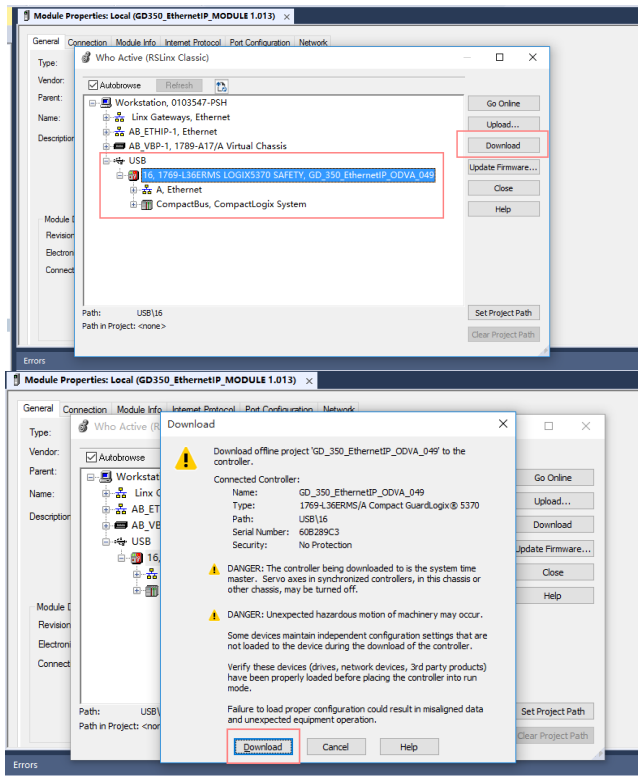 Module Properties: Local (GD350_EthernetIP_MODULE 1.013) ×
General Connection Module Info Internet Protocol Port Configuration Network
Who Active (RSLinx Classic)
Type:
Vendor:
Parent:
Name:
Description
Module D
Revision
Electron
Connect
Autobrowse Refresh
Workstation, 0103547-PSH
Linx Gateways, Ethernet
AB_ETHIP-1, Ethernet
AB_VBP-1, 1789-A17/A Virtual Chassis
USB
16, 1769-L36ERMS LOGIX5370 SAFETY, GD_350_EthernetIP_ODVA_049
A, Ethernet
CompactBus, CompactLogix System
Go Online
Upload...
Download
Update Firmware...
Close
Help
Path: USB\16
Path in Project: <none>
Set Project Path
Clear Project Path
Errors
Module Properties: Local (GD350_EthernetIP_MODULE 1.013) ×
General Connection Module Info Internet Protocol Port Configuration Network
Type:
Vendor:
Parent:
Name:
Description
Module D
Revision
Electroni
Connect
Who Active (R
Autobrowse
Workstat
Linx G
AB_ET
AB_VB
USB
16,
Download
Download offline project 'GD_350_EthernetIP_ODVA_049' to the
controller.
Connected Controller:
Name: GD_350_EthernetIP_ODVA_049
Type: 1769-L36ERMS/A Compact GuardLogix® 5370
Path: USB\16
Serial Number: 60B289C3
Security: No Protection
DANGER: The controller being downloaded to is the system time
master. Servo axes in synchronized controllers, in this chassis or
other chassis, may be turned off.
DANGER: Unexpected hazardous motion of machinery may occur.
Some devices maintain independent configuration settings that are
not loaded to the device during the download of the controller.
Verify these devices (drives, network devices, 3rd party products)
have been properly loaded before placing the controller into run
mode.
Failure to load proper configuration could result in misaligned data
and unexpected equipment operation.
Download Cancel Help
Go Online
Upload...
Download
Update Firmware...
Close
Help
Path: USB\
Path in Project: <nor
Set Project Path
Clear Project Path
Errors